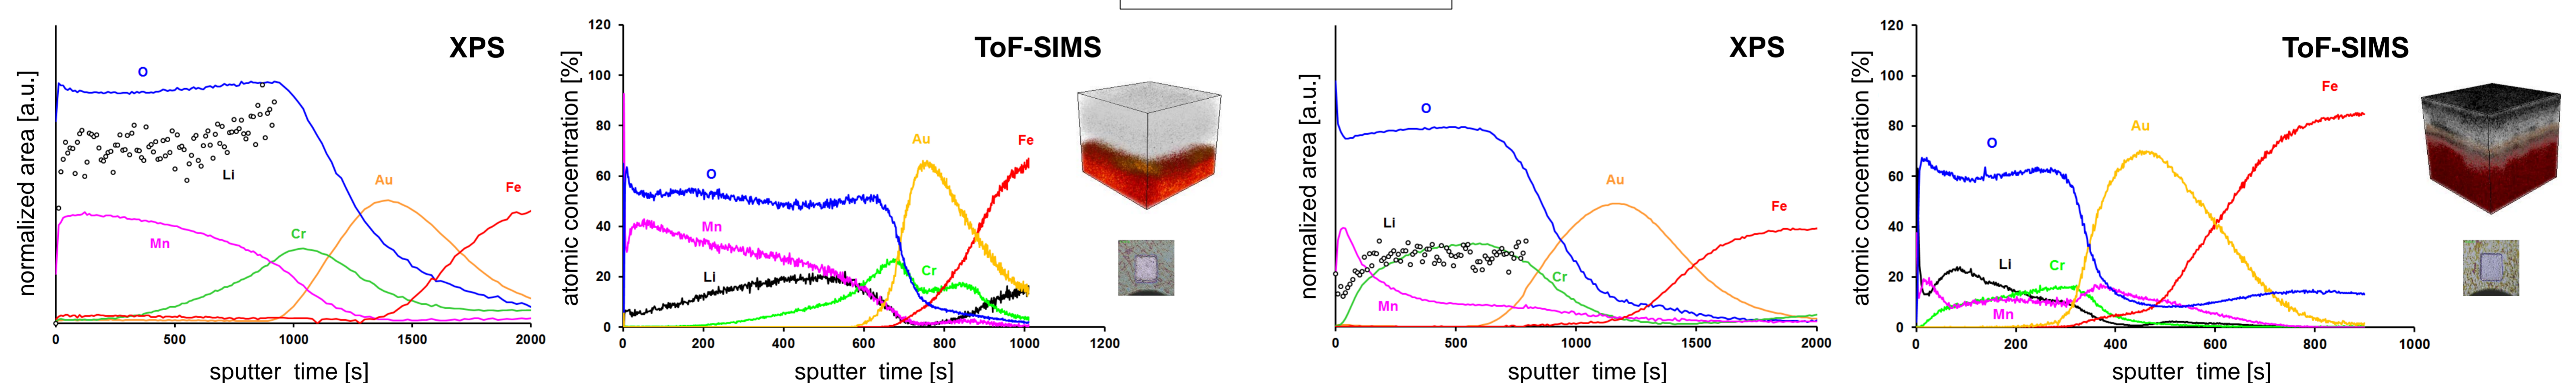 XPS
normalized area [a.u.]
O
Li
Mn
Cr
Au
Fe
0 500 1000 1500 2000
sputter time [s]
ToF-SIMS
atomic concentration [%]
120
100
80
60
40
20
0
O
Mn
Li
Au
Cr
Fe
0 200 400 600 800 1000 1200
sputter time [s]
XPS
normalized area [a.u.]
O
Li
Mn
Cr
Au
Fe
0 500 1000 1500 2000
sputter time [s]
ToF-SIMS
atomic concentration [%]
120
100
80
60
40
20
0
O
Li
Mn
Cr
Au
Fe
0 200 400 600 800 1000
sputter time [s]